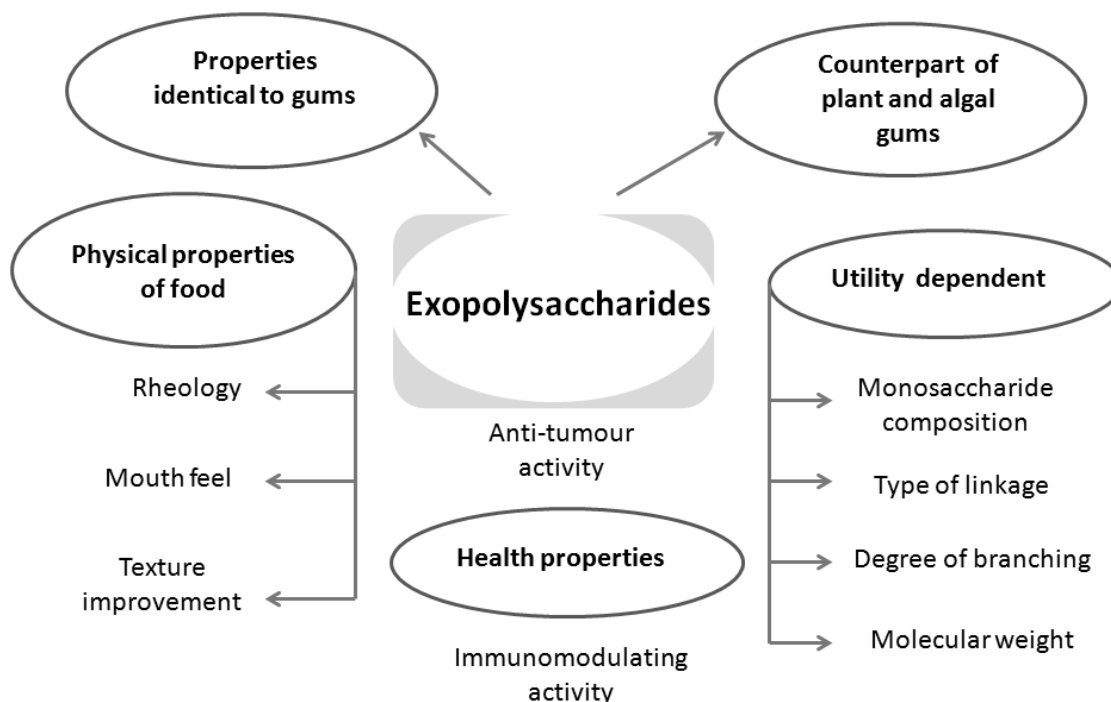 Properties
identical to gums
Counterpart of
plant and algal
gums
Physical properties
of food
Exopolysaccharides
Utility dependent
Rheology
Mouth feel
Texture
improvement
Anti-tumour
activity
Health properties
Immunomodulating
activity
Monosaccharide
composition
Type of linkage
Degree of branching
Molecular weight